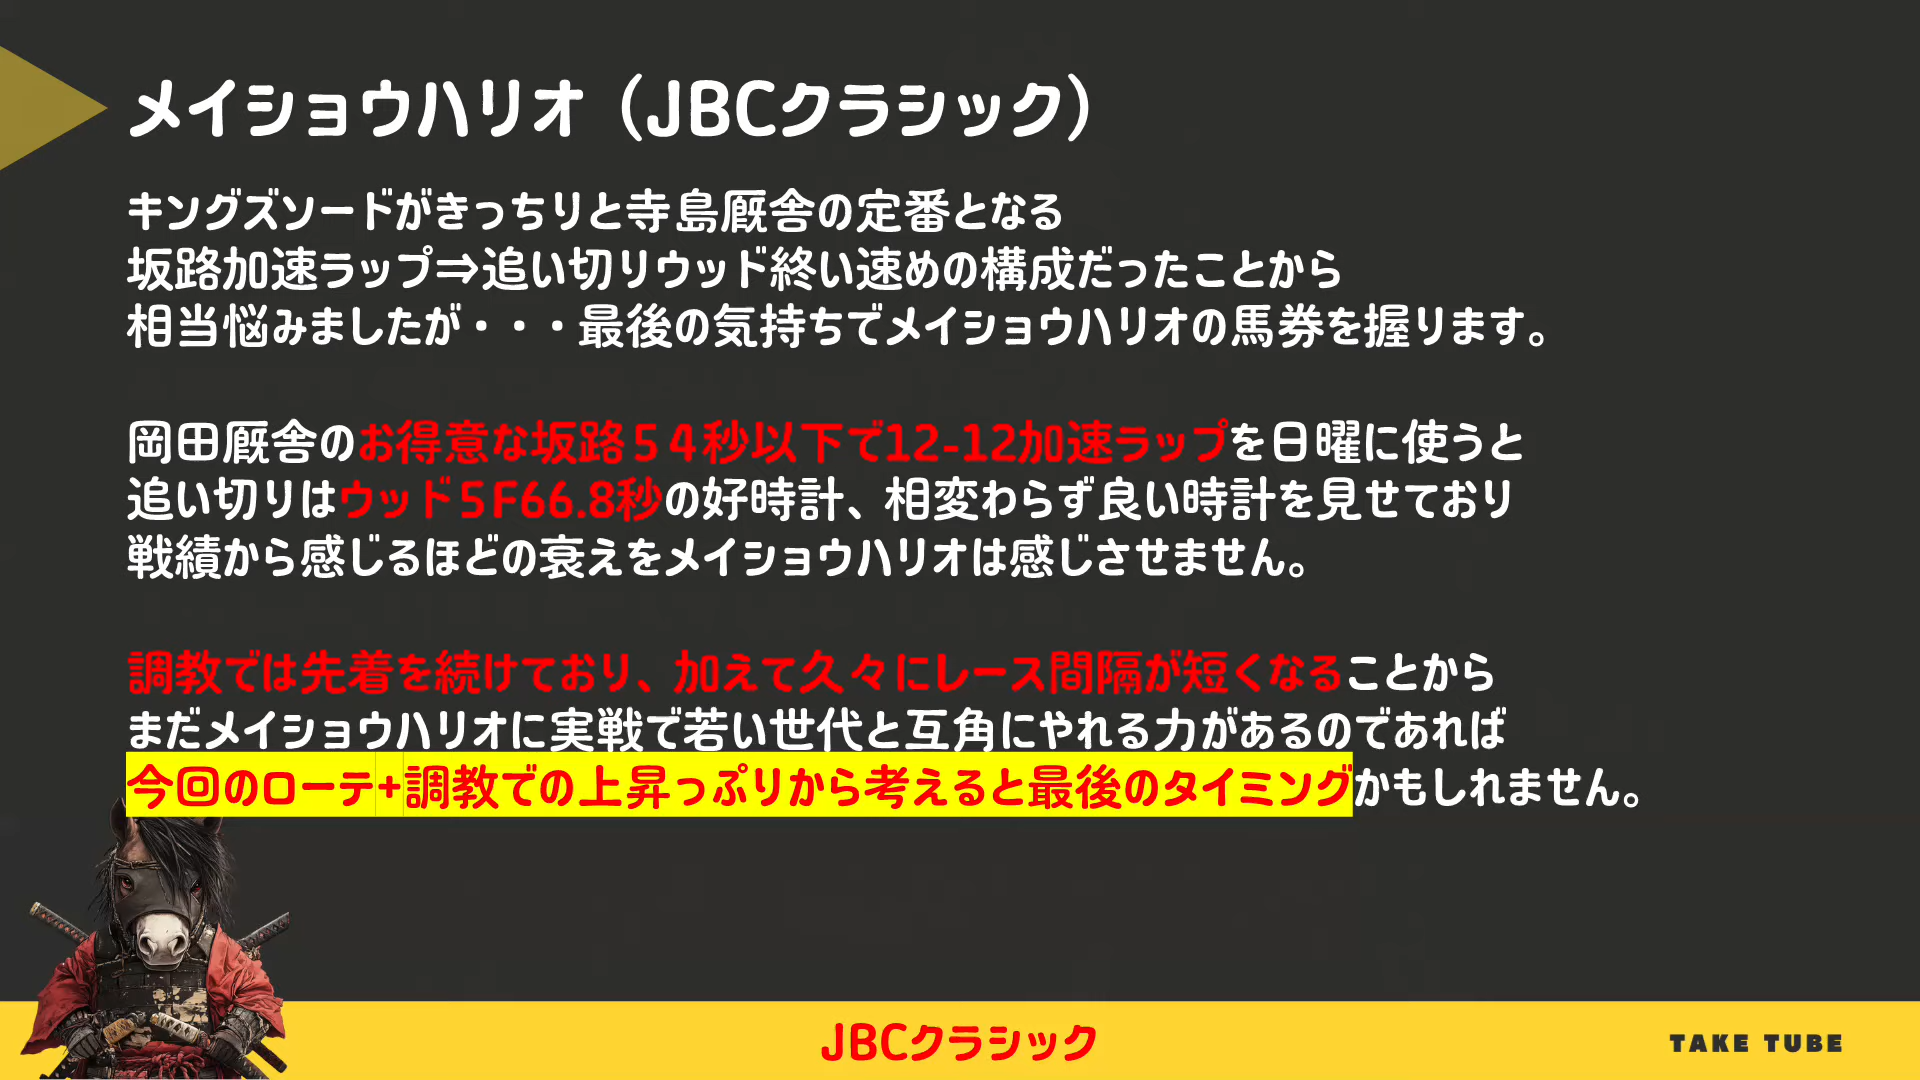 メイショウハリオ（JBCクラシック）
キングズソードがきっちりと寺島厩舎の定番となる
坂路加速ラップ⇒追い切りウッド終い速めの構成だったことから
相当悩みましたが・・・最後の気持ちでメイショウハリオの馬券を握ります。
岡田厩舎のお得意な坂路５４秒以下で12-12加速ラップを日曜に使うと
追い切りはウッド５F66.8秒の好時計、相変わらず良い時計を見せており
戦績から感じるほどの衰えをメイショウハリオは感じさせません。
調教では先着を続けており、加えて久々にレース間隔が短くなることから
まだメイショウハリオに実戦で若い世代と互角にやれる力があるのであれば
今回のローテ+調教での上昇っぷりから考えると最後のタイミングかもしれません。
JBCクラシック
TAKE TUBE